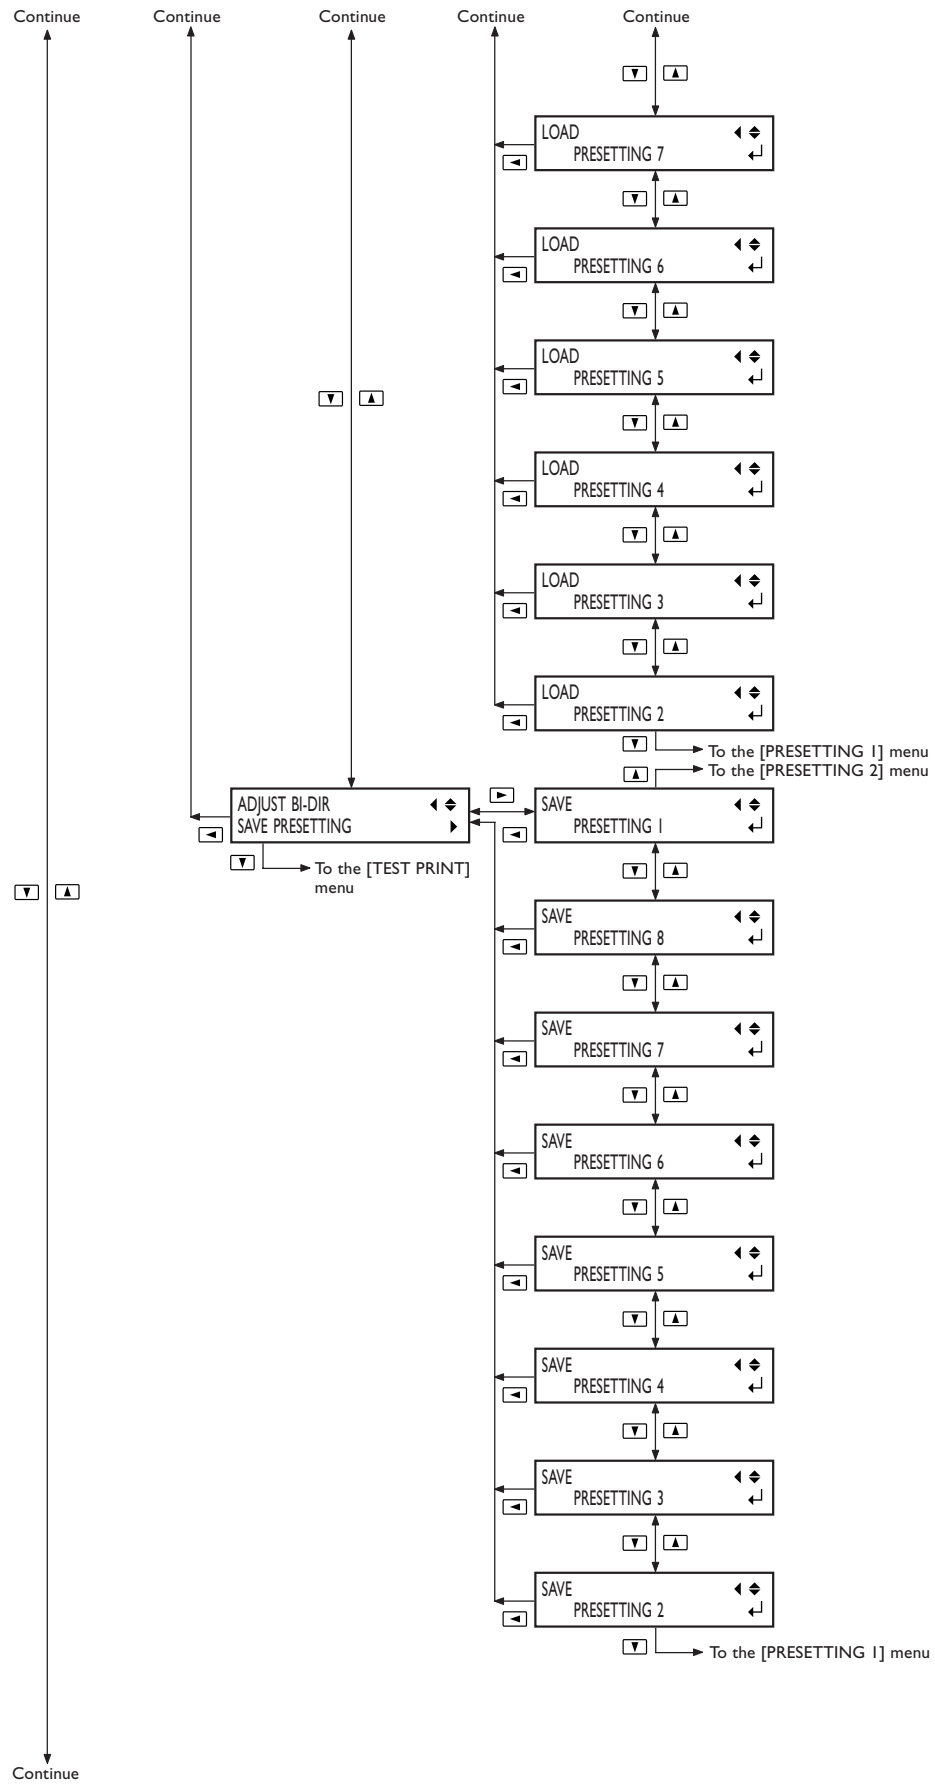 Continue Continue Continue Continue Continue
LOAD
PRESETTING 7
LOAD
PRESETTING 6
LOAD
PRESETTING 5
LOAD
PRESETTING 4
LOAD
PRESETTING 3
LOAD
PRESETTING 2
To the [PRESETTING 1] menu
To the [PRESETTING 2] menu
ADJUST BI-DIR
SAVE PRESETTING
To the [TEST PRINT]
menu
SAVE
PRESETTING 1
SAVE
PRESETTING 8
SAVE
PRESETTING 7
SAVE
PRESETTING 6
SAVE
PRESETTING 5
SAVE
PRESETTING 4
SAVE
PRESETTING 3
SAVE
PRESETTING 2
To the [PRESETTING 1] menu
Continue